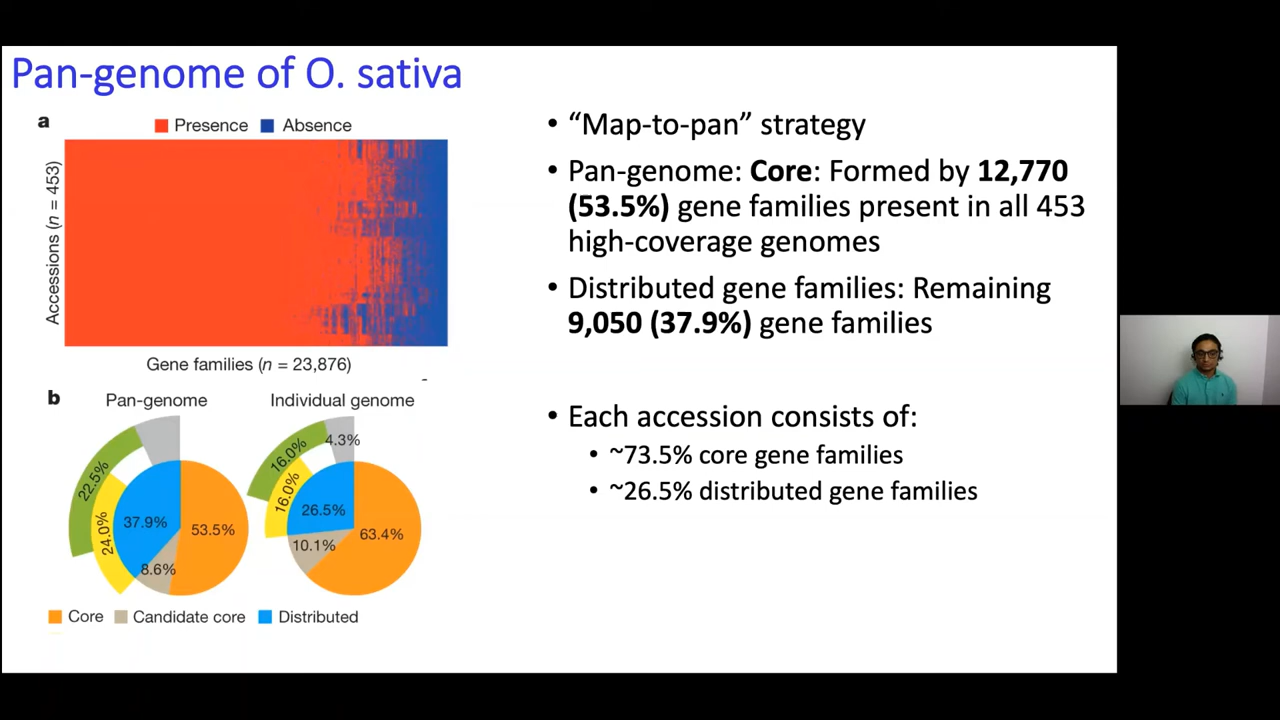 Pan-genome of O. sativa
a
Presence
Absence
Accessions (n = 453)
Gene families (n = 23,876)
b
Pan-genome
Individual genome
22.5%
24.0%
37.9%
53.5%
8.6%
16.0%
4.3%
16.0%
26.5%
10.1%
63.4%
Core
Candidate core
Distributed
• “Map-to-pan” strategy
• Pan-genome: Core: Formed by 12,770
(53.5%) gene families present in all 453
high-coverage genomes
• Distributed gene families: Remaining
9,050 (37.9%) gene families
• Each accession consists of:
• ~73.5% core gene families
• ~26.5% distributed gene families